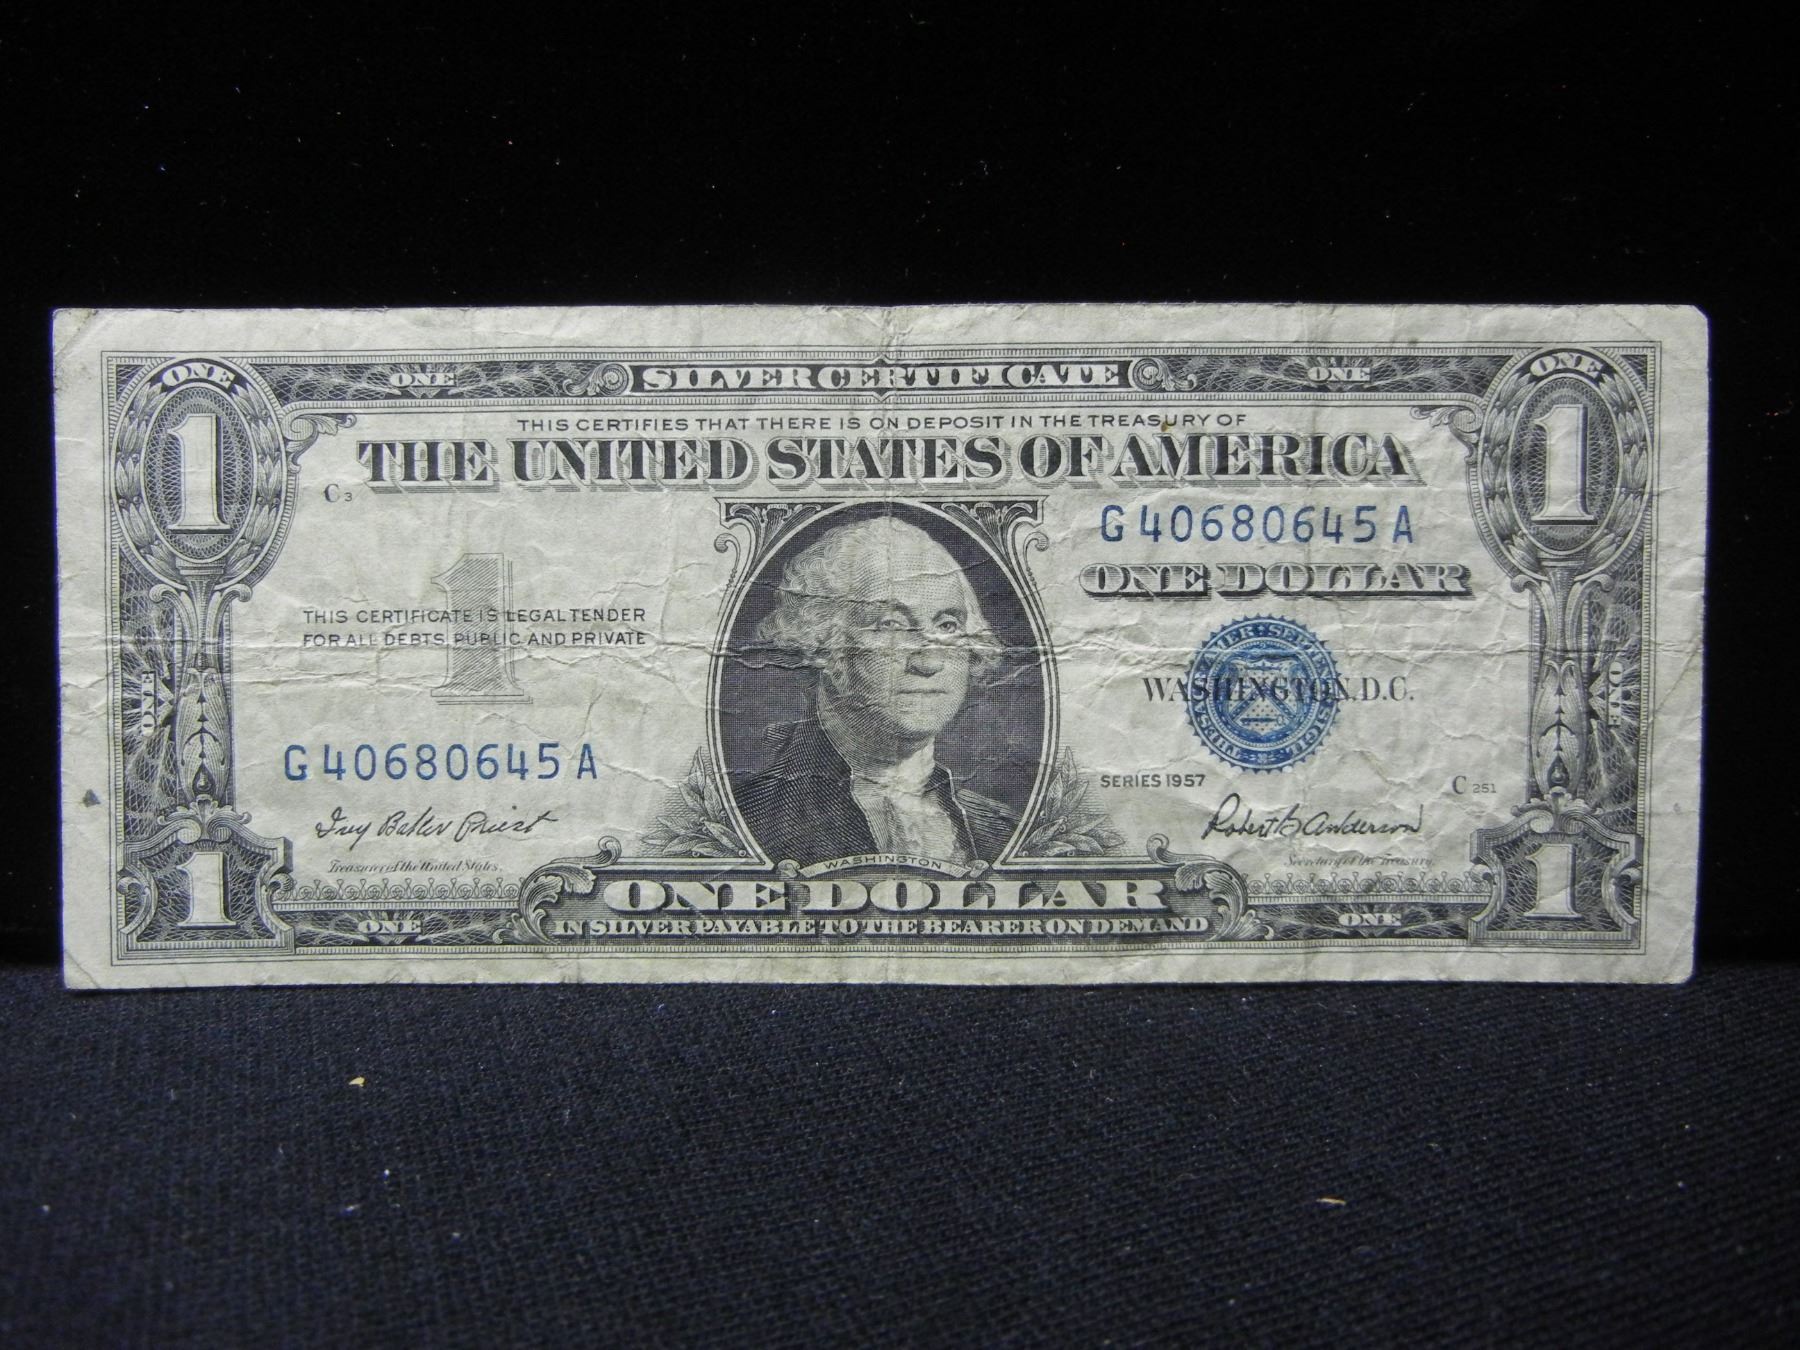 ONE ONE SILVER CERTIFICATE ONE ONE
THIS CERTIFIES THAT THERE IS ON DEPOSIT IN THE TREASURY OF
1 THE UNITED STATES OF AMERICA 1
C3
G 40680645 A
ONE DOLLAR
1
THIS CERTIFICATE IS LEGAL TENDER
FOR ALL DEBTS PUBLIC AND PRIVATE
ONE ONE
WASHINGTON, D.C.
G 40680645 A
SERIES 1957 C 251
Ivy Baker Priest Robert B Anderson
Treasurer of the United States. Secretary of the Treasury.
WASHINGTON
1 ONE DOLLAR 1
ONE IN SILVER PAYABLE TO THE BEARER ON DEMAND ONE